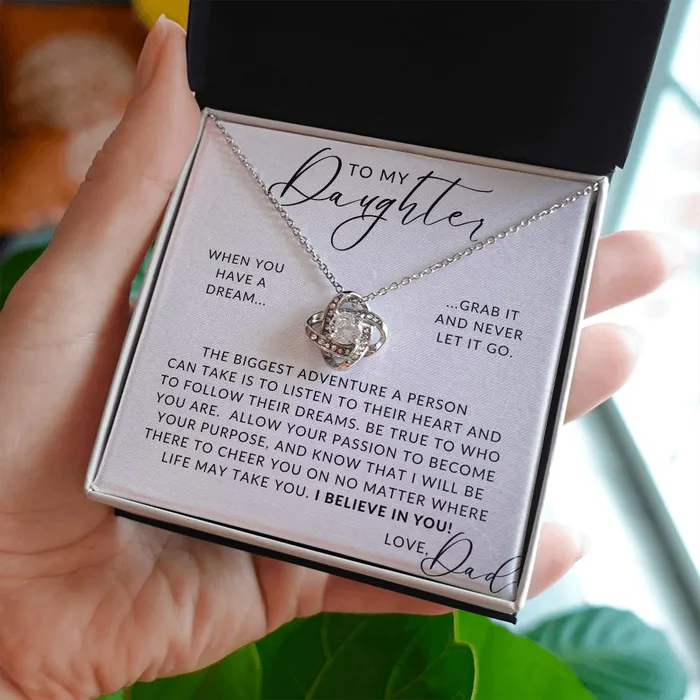 TO MY
Daughter
WHEN YOU
HAVE A
DREAM...
...GRAB IT
AND NEVER
LET IT GO.
THE BIGGEST ADVENTURE A PERSON
CAN TAKE IS TO LISTEN TO THEIR HEART AND
TO FOLLOW THEIR DREAMS. BE TRUE TO WHO
YOU ARE. ALLOW YOUR PASSION TO BECOME
YOUR PURPOSE, AND KNOW THAT I WILL BE
THERE TO CHEER YOU ON NO MATTER WHERE
LIFE MAY TAKE YOU. I BELIEVE IN YOU!
LOVE, Dad